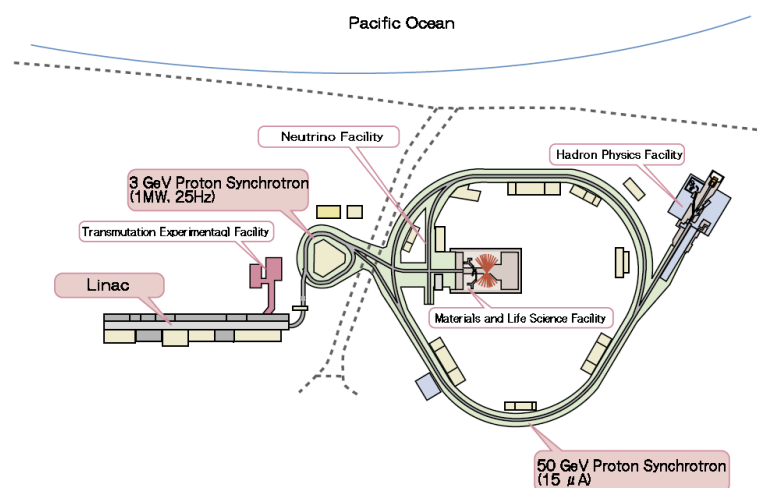 Pacific Ocean
Neutrino Facility
Hadron Physics Facility
3 GeV Proton Synchrotron
(1MW, 25Hz)
Transmutation Experimentaql Facility
Linac
Materials and Life Science Facility
50 GeV Proton Synchrotron
(15 μA)